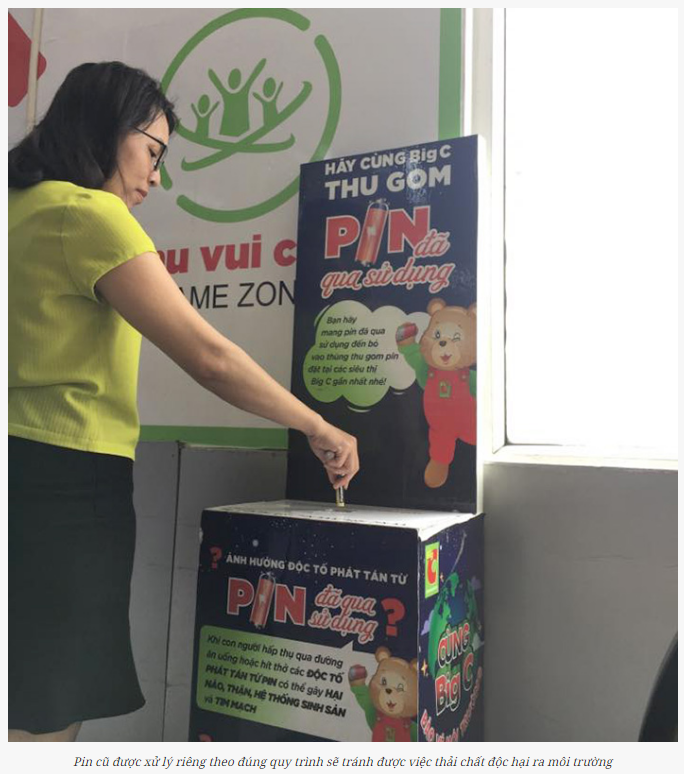 HÃY CÙNG Big C
THU GOM
PIN đã
qua sử dụng
Bạn hãy
mang pin đã qua
sử dụng đến bỏ
vào thùng thu gom pin
đặt tại các siêu thị
Big C gần nhất nhé!
vui
AME ZON
?
ẢNH HƯỞNG ĐỘC TỐ PHÁT TÁN TỪ
PIN đã qua
sử dụng ?
Khi con người hấp thụ qua đường
ăn uống hoặc hít thở các ĐỘC TỐ
PHÁT TÁN TỪ PIN có thể gây HẠI
NÃO, THẬN, HỆ THỐNG SINH SẢN
và TIM MẠCH
CÙNG
Big C
Pin cũ được xử lý riêng theo đúng quy trình sẽ tránh được việc thải chất độc hại ra môi trường